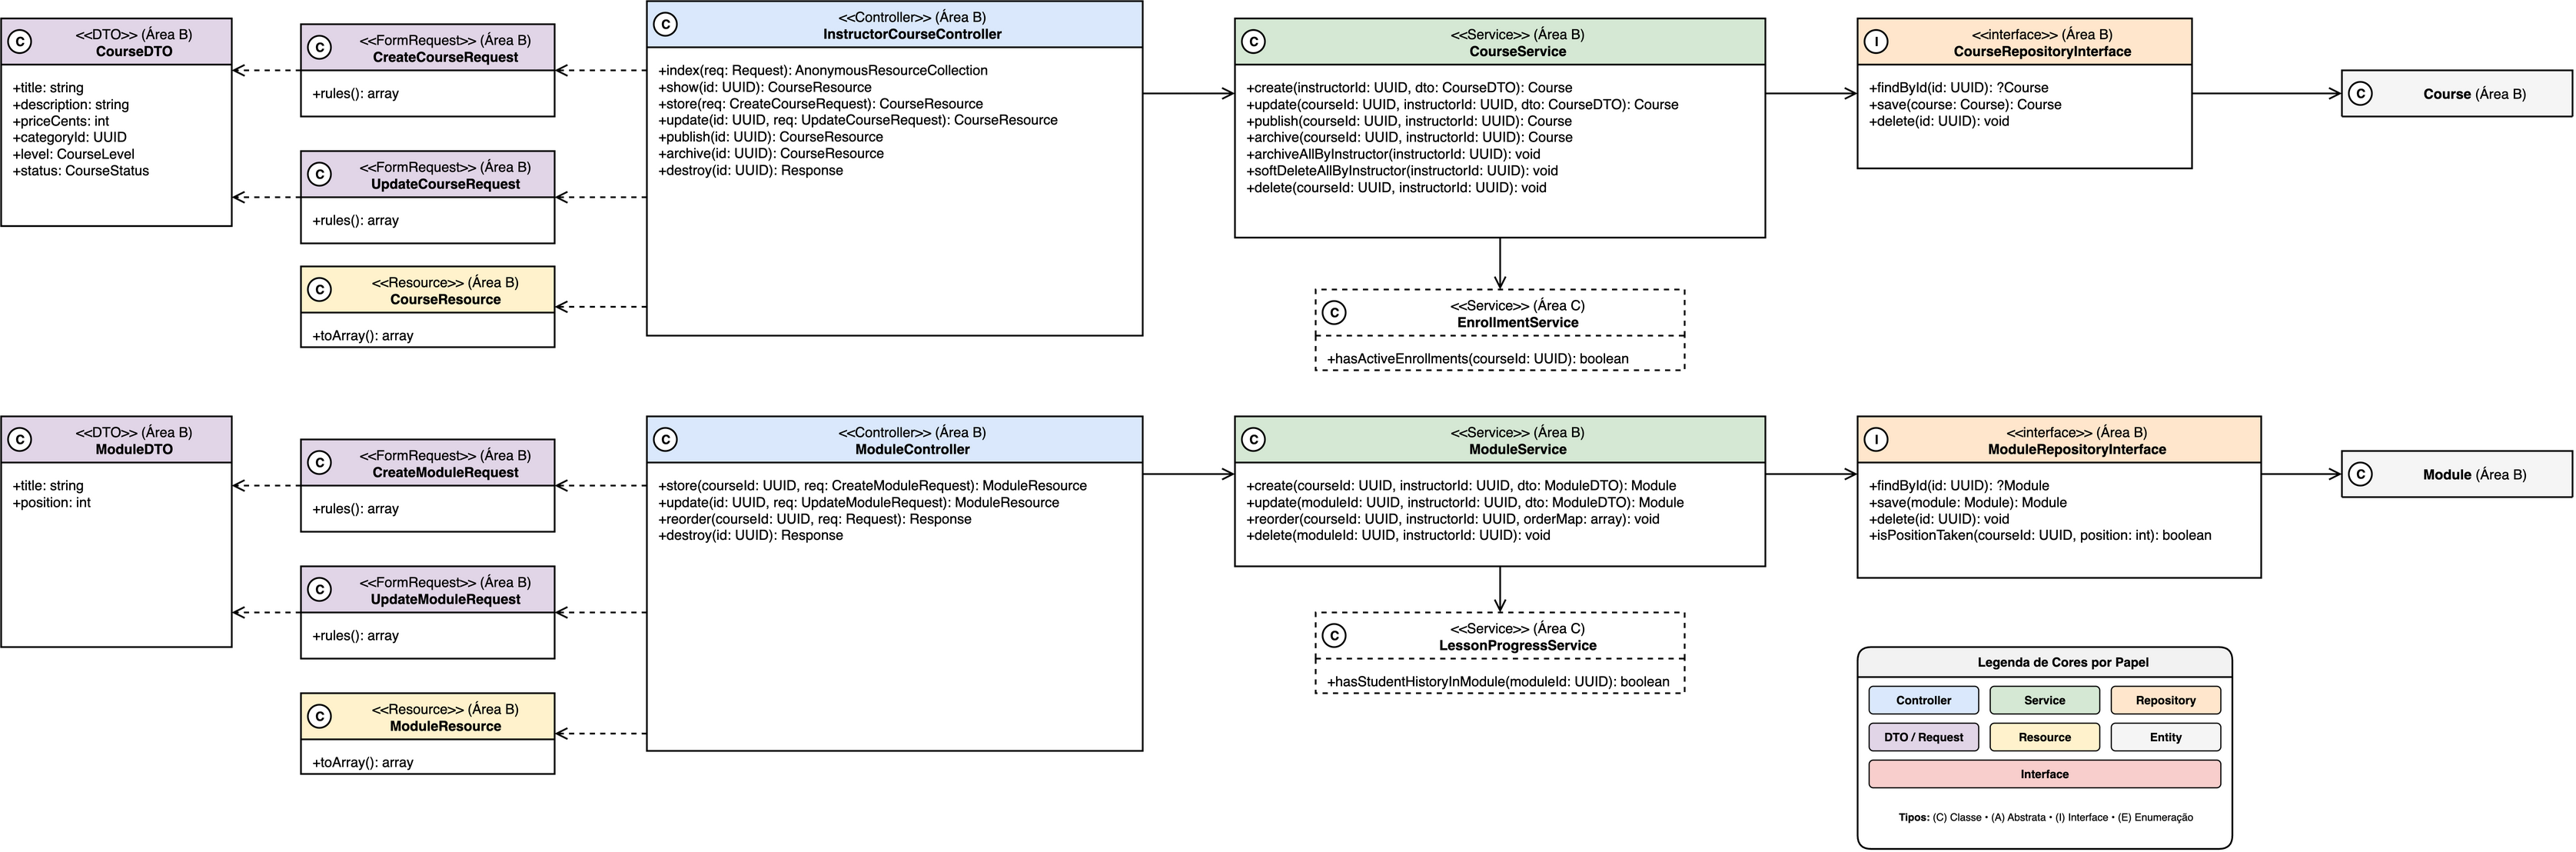 C
<<DTO>> (Área B)
CourseDTO
+title: string
+description: string
+priceCents: int
+categoryId: UUID
+level: CourseLevel
+status: CourseStatus
C
<<FormRequest>> (Área B)
CreateCourseRequest
+rules(): array
C
<<FormRequest>> (Área B)
UpdateCourseRequest
+rules(): array
C
<<Resource>> (Área B)
CourseResource
+toArray(): array
C
<<Controller>> (Área B)
InstructorCourseController
+index(req: Request): AnonymousResourceCollection
+show(id: UUID): CourseResource
+store(req: CreateCourseRequest): CourseResource
+update(id: UUID, req: UpdateCourseRequest): CourseResource
+publish(id: UUID): CourseResource
+archive(id: UUID): CourseResource
+destroy(id: UUID): Response
C
<<Service>> (Área B)
CourseService
+create(instructorId: UUID, dto: CourseDTO): Course
+update(courseId: UUID, instructorId: UUID, dto: CourseDTO): Course
+publish(courseId: UUID, instructorId: UUID): Course
+archive(courseId: UUID, instructorId: UUID): Course
+archiveAllByInstructor(instructorId: UUID): void
+softDeleteAllByInstructor(instructorId: UUID): void
+delete(courseId: UUID, instructorId: UUID): void
C
<<Service>> (Área C)
EnrollmentService
+hasActiveEnrollments(courseId: UUID): boolean
I
<<interface>> (Área B)
CourseRepositoryInterface
+findById(id: UUID): ?Course
+save(course: Course): Course
+delete(id: UUID): void
C
Course (Área B)
C
<<DTO>> (Área B)
ModuleDTO
+title: string
+position: int
C
<<FormRequest>> (Área B)
CreateModuleRequest
+rules(): array
C
<<FormRequest>> (Área B)
UpdateModuleRequest
+rules(): array
C
<<Resource>> (Área B)
ModuleResource
+toArray(): array
C
<<Controller>> (Área B)
ModuleController
+store(courseId: UUID, req: CreateModuleRequest): ModuleResource
+update(id: UUID, req: UpdateModuleRequest): ModuleResource
+reorder(courseId: UUID, req: Request): Response
+destroy(id: UUID): Response
C
<<Service>> (Área B)
ModuleService
+create(courseId: UUID, instructorId: UUID, dto: ModuleDTO): Module
+update(moduleId: UUID, instructorId: UUID, dto: ModuleDTO): Module
+reorder(courseId: UUID, instructorId: UUID, orderMap: array): void
+delete(moduleId: UUID, instructorId: UUID): void
C
<<Service>> (Área C)
LessonProgressService
+hasStudentHistoryInModule(moduleId: UUID): boolean
I
<<interface>> (Área B)
ModuleRepositoryInterface
+findById(id: UUID): ?Module
+save(module: Module): Module
+delete(id: UUID): void
+isPositionTaken(courseId: UUID, position: int): boolean
C
Module (Área B)
Legenda de Cores por Papel
Controller
Service
Repository
DTO / Request
Resource
Entity
Interface
Tipos: (C) Classe • (A) Abstrata • (I) Interface • (E) Enumeração